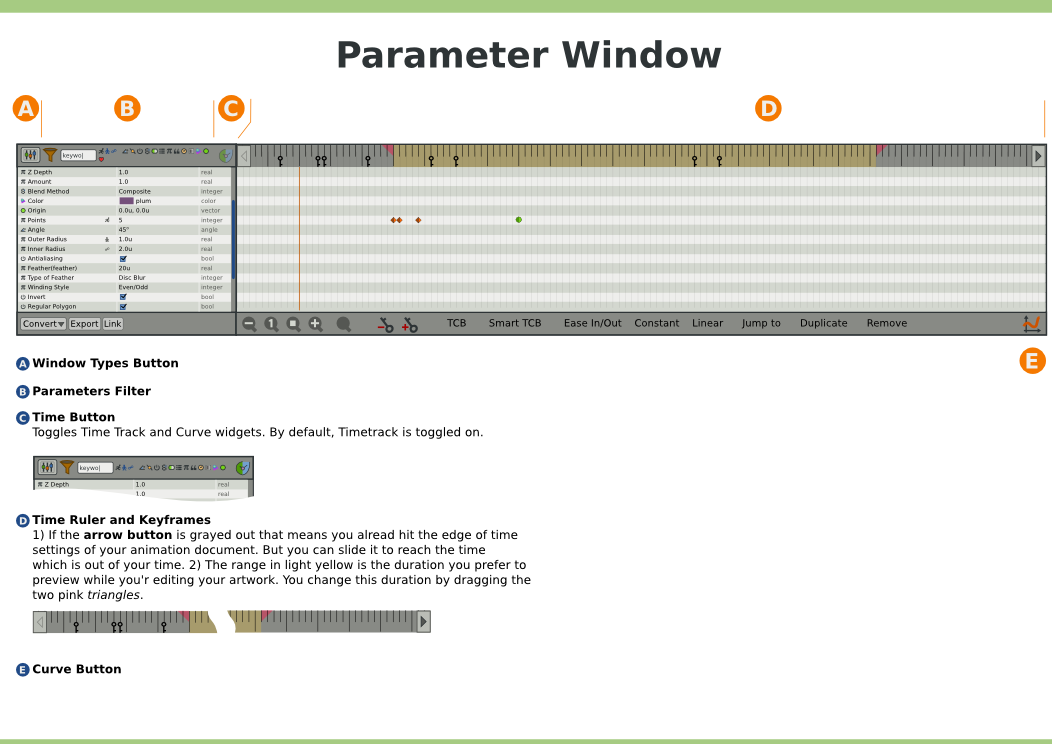 Parameter Window
A B C D
keywo|
Z Depth 1.0 real
Amount 1.0 real
Blend Method Composite integer
Color plum color
Origin 0.0u, 0.0u vector
Points 5 integer
Angle 45° angle
Outer Radius 1.0u real
Inner Radius 2.0u real
Antialiasing bool
Feather(feather) 20u real
Type of Feather Disc Blur integer
Winding Style Even/Odd integer
Invert bool
Regular Polygon bool
Convert Export Link 1 TCB Smart TCB Ease In/Out Constant Linear Jump to Duplicate Remove
E
A Window Types Button
B Parameters Filter
C Time Button
Toggles Time Track and Curve widgets. By default, Timetrack is toggled on.
keywo|
Z Depth 1.0 real
1.0 real
D Time Ruler and Keyframes
1) If the arrow button is grayed out that means you alread hit the edge of time
settings of your animation document. But you can slide it to reach the time
which is out of your time. 2) The range in light yellow is the duration you prefer to
preview while you'r editing your artwork. You change this duration by dragging the
two pink triangles.
E Curve Button